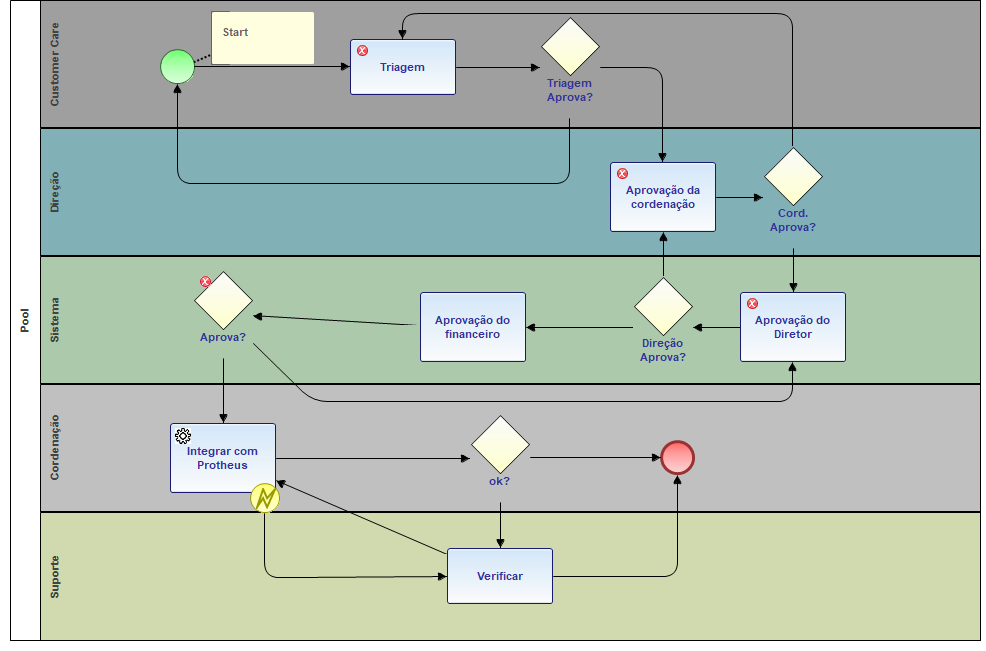 Pool
Customer Care
Start
Triagem
Triagem
Aprova?
Direção
Aprovação da
cordenação
Cord.
Aprova?
Sistema
Aprova?
Aprovação do
financeiro
Direção
Aprova?
Aprovação do
Diretor
Cordenação
Integrar com
Protheus
ok?
Suporte
Verificar